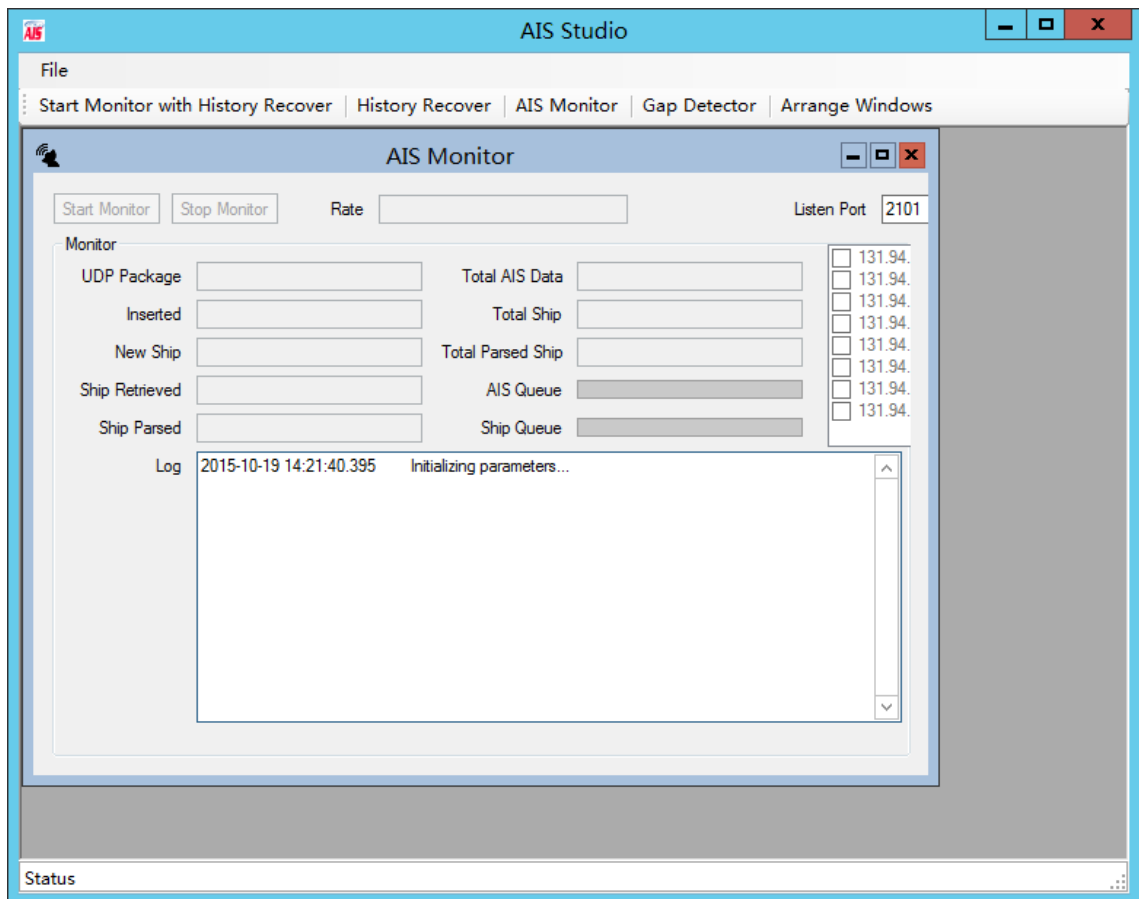 AIS AIS Studio
File
Start Monitor with History Recover History Recover AIS Monitor Gap Detector Arrange Windows
AIS Monitor
Start Monitor Stop Monitor Rate Listen Port 2101
Monitor
UDP Package Total AIS Data
Inserted Total Ship
New Ship Total Parsed Ship
Ship Retrieved AIS Queue
Ship Parsed Ship Queue
131.94.
131.94.
131.94.
131.94.
131.94.
131.94.
131.94.
131.94.
Log 2015-10-19 14:21:40.395 Initializing parameters...
Status